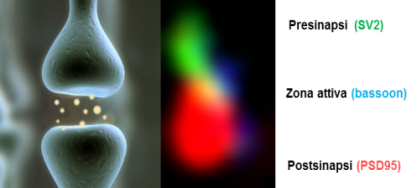 Presinapsi (SV2)
Zona attiva (bassoon)
Postsinapsi (PSD95)